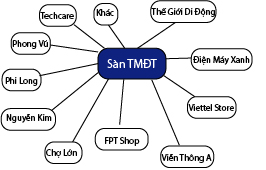 Khác
Thế Giới Di Động
Techcare
Phong Vũ
Sàn TMĐT
Điện Máy Xanh
Phi Long
Viettel Store
Nguyễn Kim
FPT Shop
Chợ Lớn
Viễn Thông A